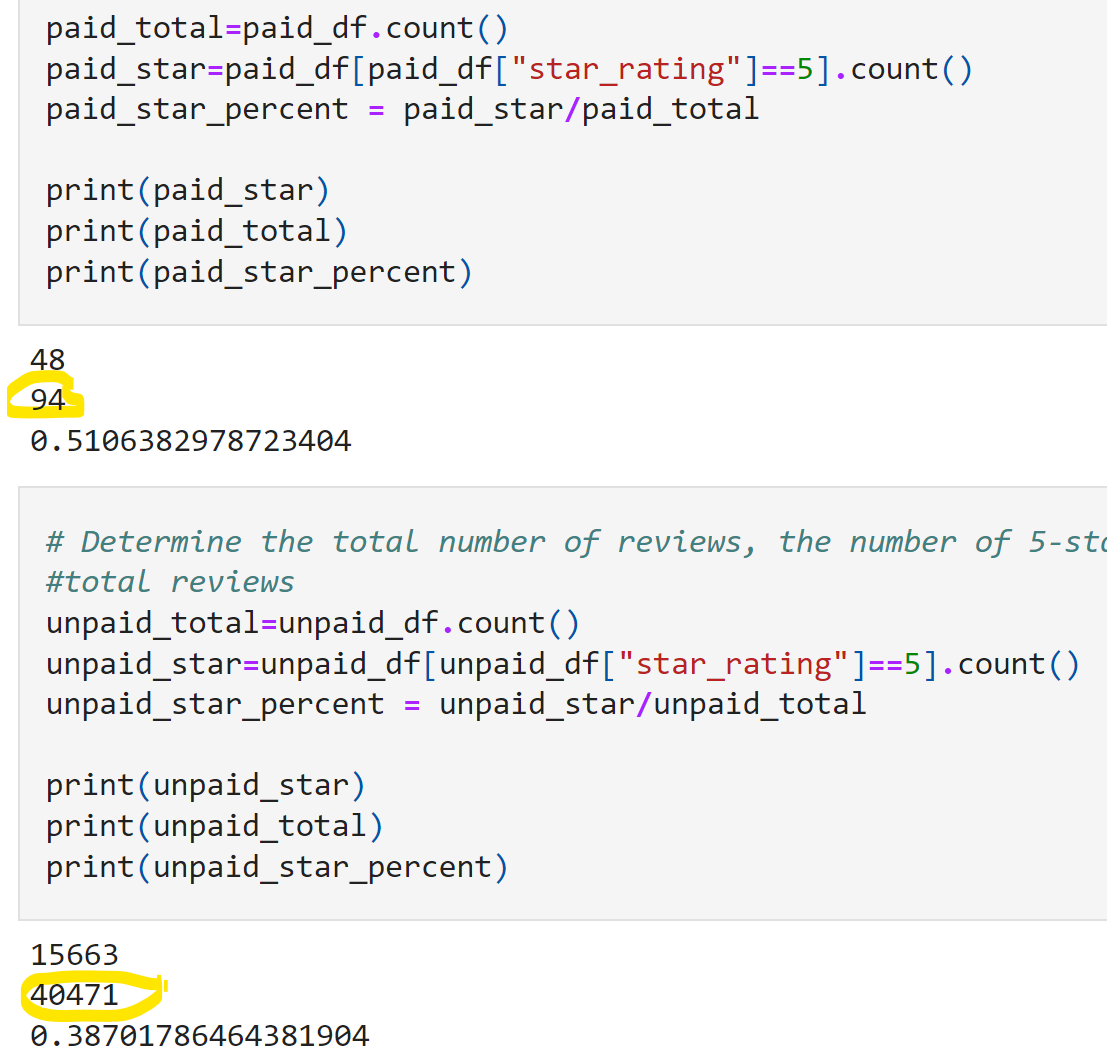 paid_total=paid_df.count()
paid_star=paid_df[paid_df["star_rating"]==5].count()
paid_star_percent = paid_star/paid_total
print(paid_star)
print(paid_total)
print(paid_star_percent)
48
94
0.5106382978723404
# Determine the total number of reviews, the number of 5-st
#total reviews
unpaid_total=unpaid_df.count()
unpaid_star=unpaid_df[unpaid_df["star_rating"]==5].count()
unpaid_star_percent = unpaid_star/unpaid_total
print(unpaid_star)
print(unpaid_total)
print(unpaid_star_percent)
15663
40471
0.38701786464381904